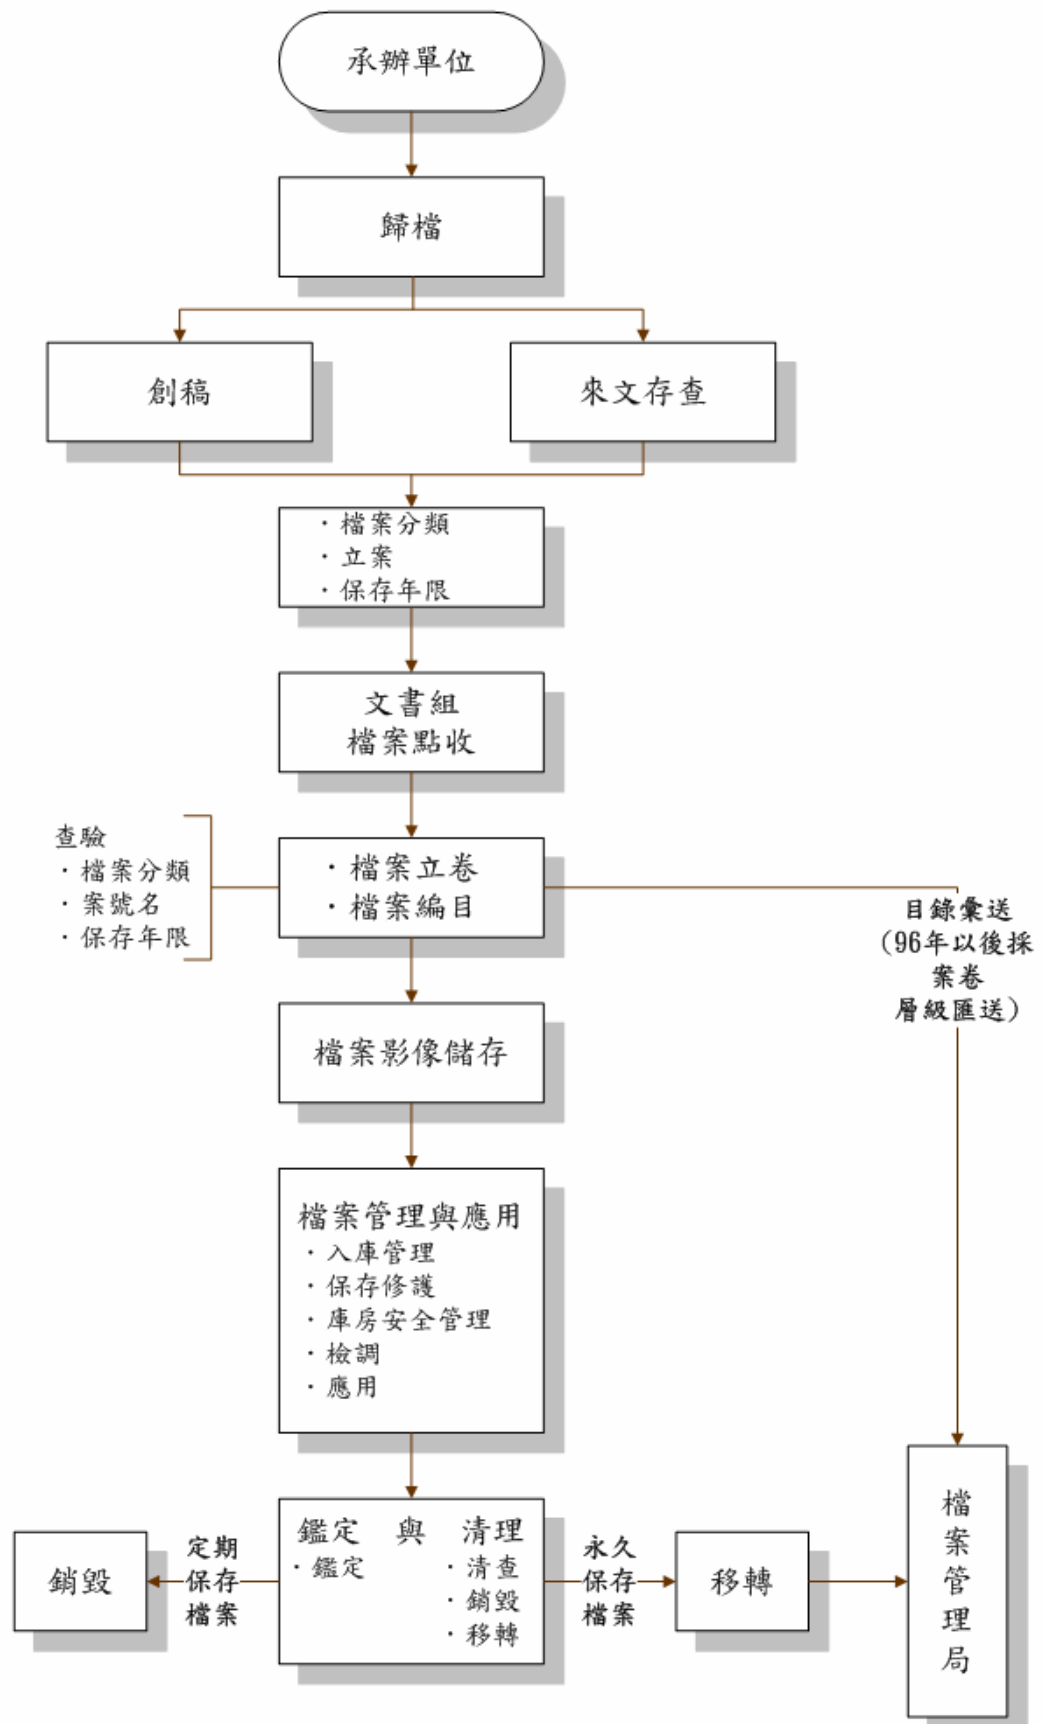 承辦單位
歸檔
創稿
來文存查
・檔案分類
・立案
・保存年限
文書組
檔案點收
查驗
・檔案分類
・案號名
・保存年限
・檔案立卷
・檔案編目
目錄彙送
(96年以後採
案卷
層級匯送)
檔案影像儲存
檔案管理與應用
・入庫管理
・保存修護
・庫房安全管理
・檢調
・應用
銷毀
定期
保存
檔案
鑑定 與 清理
・鑑定 ・清查
・銷毀
・移轉
永久
保存
檔案
移轉
檔
案
管
理
局